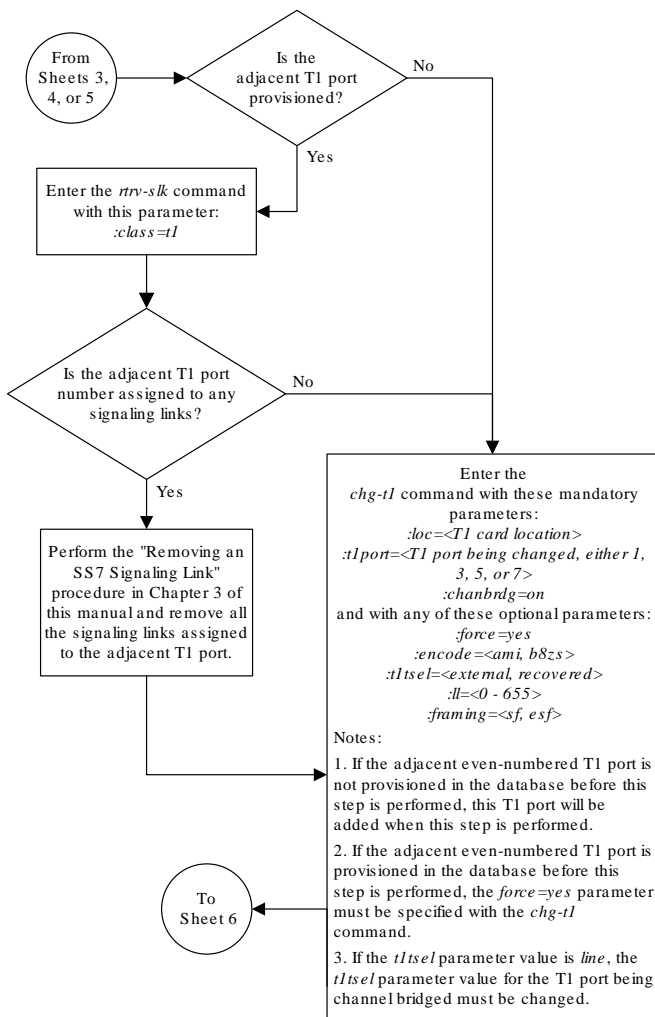 From
Sheets 3,
4, or 5
Is the
adjacent T1 port
provisioned?
No
Yes
Enter the rtrv-slk command
with this parameter:
:class=t1
Is the adjacent T1 port
number assigned to any
signaling links?
No
Yes
Perform the "Removing an
SS7 Signaling Link"
procedure in Chapter 3 of
this manual and remove all
the signaling links assigned
to the adjacent T1 port.
Enter the
chg-t1 command with these mandatory
parameters:
:loc=<T1 card location>
:t1port=<T1 port being changed, either 1,
3, 5, or 7>
:chanbrdg=on
and with any of these optional parameters:
:force=yes
:encode=<ami, b8zs>
:t1tsel=<external, recovered>
:ll=<0 - 655>
:framing=<sf, esf>
Notes:
1. If the adjacent even-numbered T1 port is
not provisioned in the database before this
step is performed, this T1 port will be
added when this step is performed.
2. If the adjacent even-numbered T1 port is
provisioned in the database before this
step is performed, the force=yes parameter
must be specified with the chg-t1
command.
3. If the t1tsel parameter value is line, the
t1tsel parameter value for the T1 port being
channel bridged must be changed.
To
Sheet 6